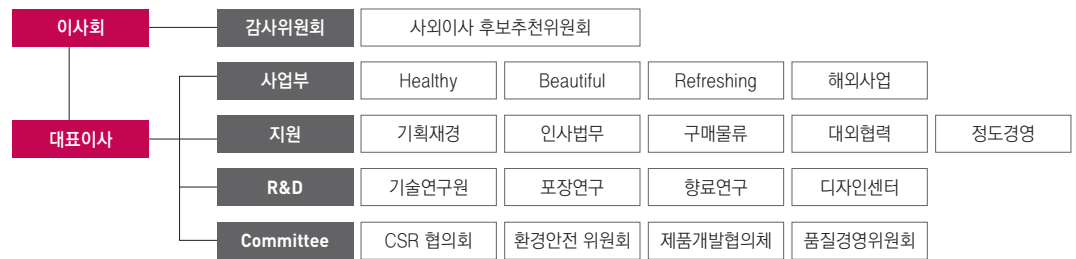 이사회 감사위원회 사외이사 후보추천위원회
사업부 Healthy Beautiful Refreshing 해외사업
대표이사 지원 기획재경 인사법무 구매물류 대외협력 정도경영
R&D 기술연구원 포장연구 향료연구 디자인센터
Committee CSR 협의회 환경안전 위원회 제품개발협의체 품질경영위원회